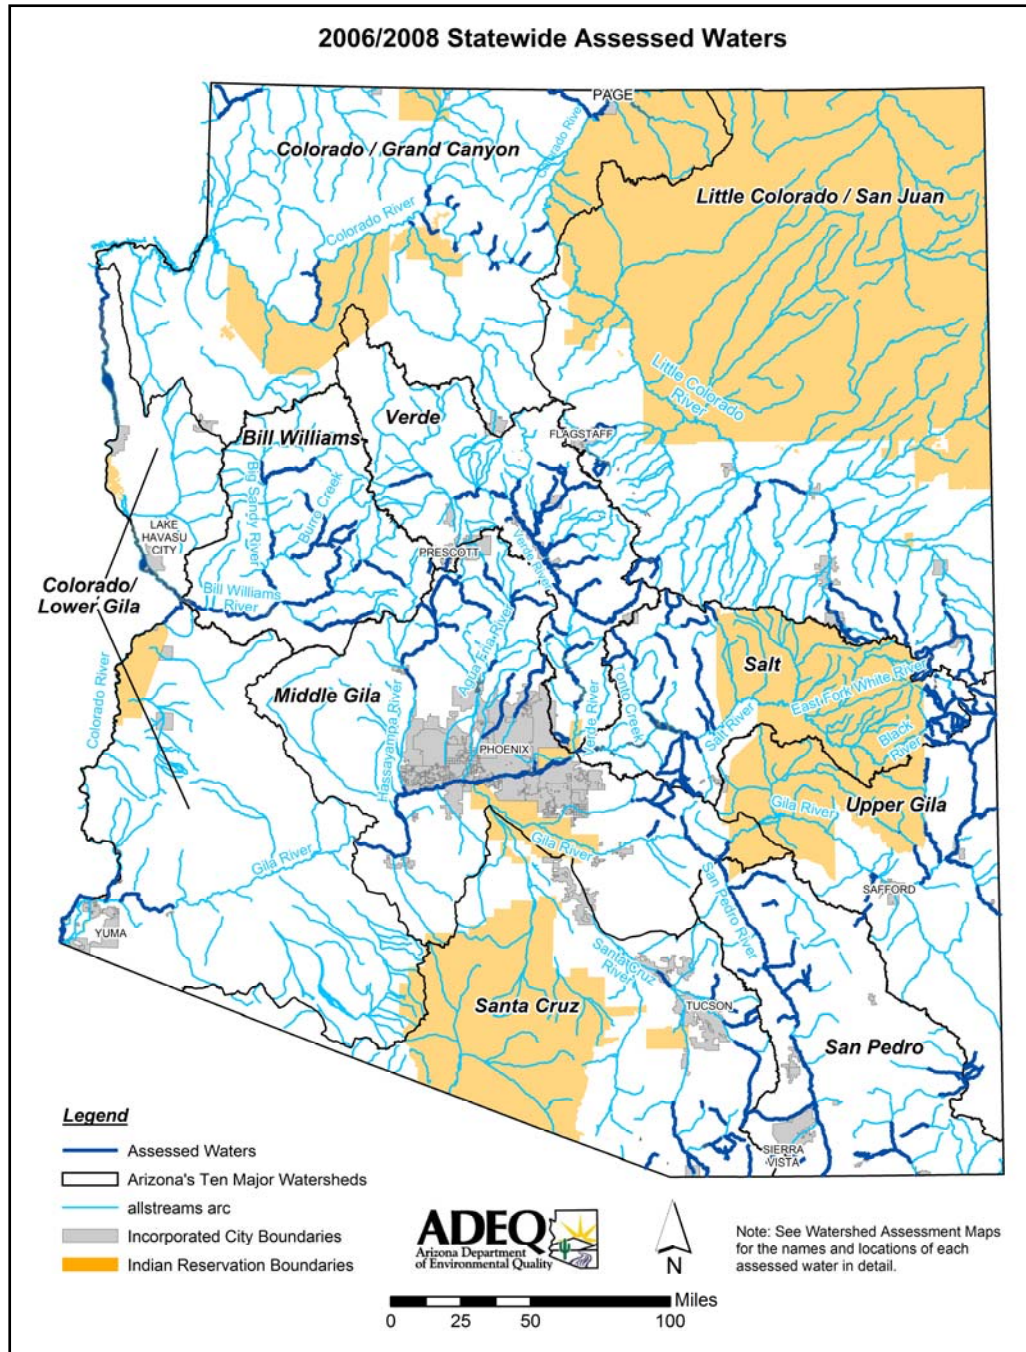 2006/2008 Statewide Assessed Waters
PAGE
Colorado / Grand Canyon
Colorado River
Little Colorado / San Juan
Colorado River
Little Colorado
River
Verde
Bill Williams
FLAGSTAFF
Big Sandy River
Burro Creek
LAKE
HAVASU
CITY
PRESCOTT
Verde River
Colorado/
Lower Gila
Bill Williams
River
Colorado River
Middle Gila
Hassayampa River
Agua Fria River
Verde River
Tonto Creek
Salt
East Fork White River
Salt River
Black
River
PHOENIX
Upper Gila
Gila River
Gila River
Gila River
San Pedro River
SAFFORD
YUMA
Santa Cruz
River
Santa Cruz
TUCSON
San Pedro
SIERRA
VISTA
Legend
Assessed Waters
Arizona's Ten Major Watersheds
allstreams arc
Incorporated City Boundaries
Indian Reservation Boundaries
ADEQ
Arizona Department
of Environmental Quality
N
Note: See Watershed Assessment Maps
for the names and locations of each
assessed water in detail.
Miles
0 25 50 100